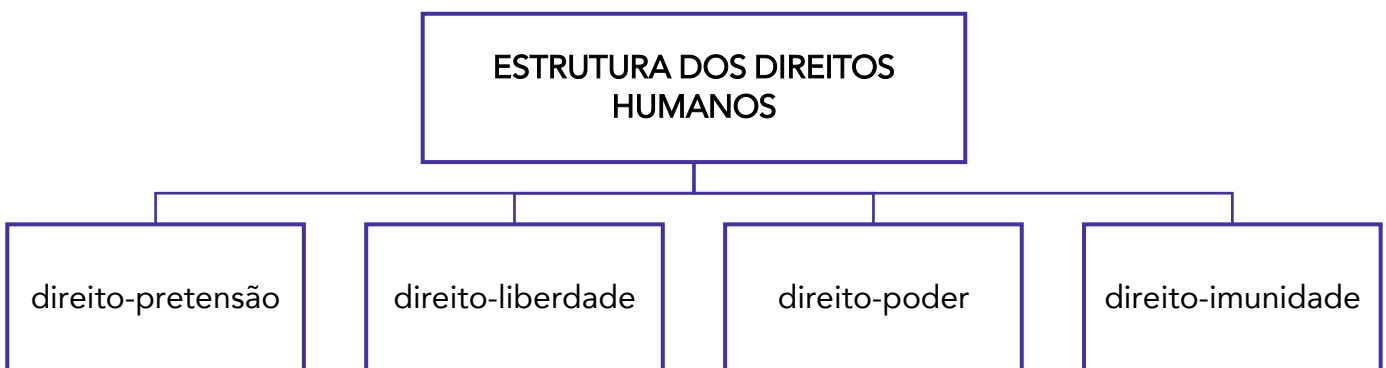 ESTRUTURA DOS DIREITOS
HUMANOS
direito-pretensão
direito-liberdade
direito-poder
direito-imunidade